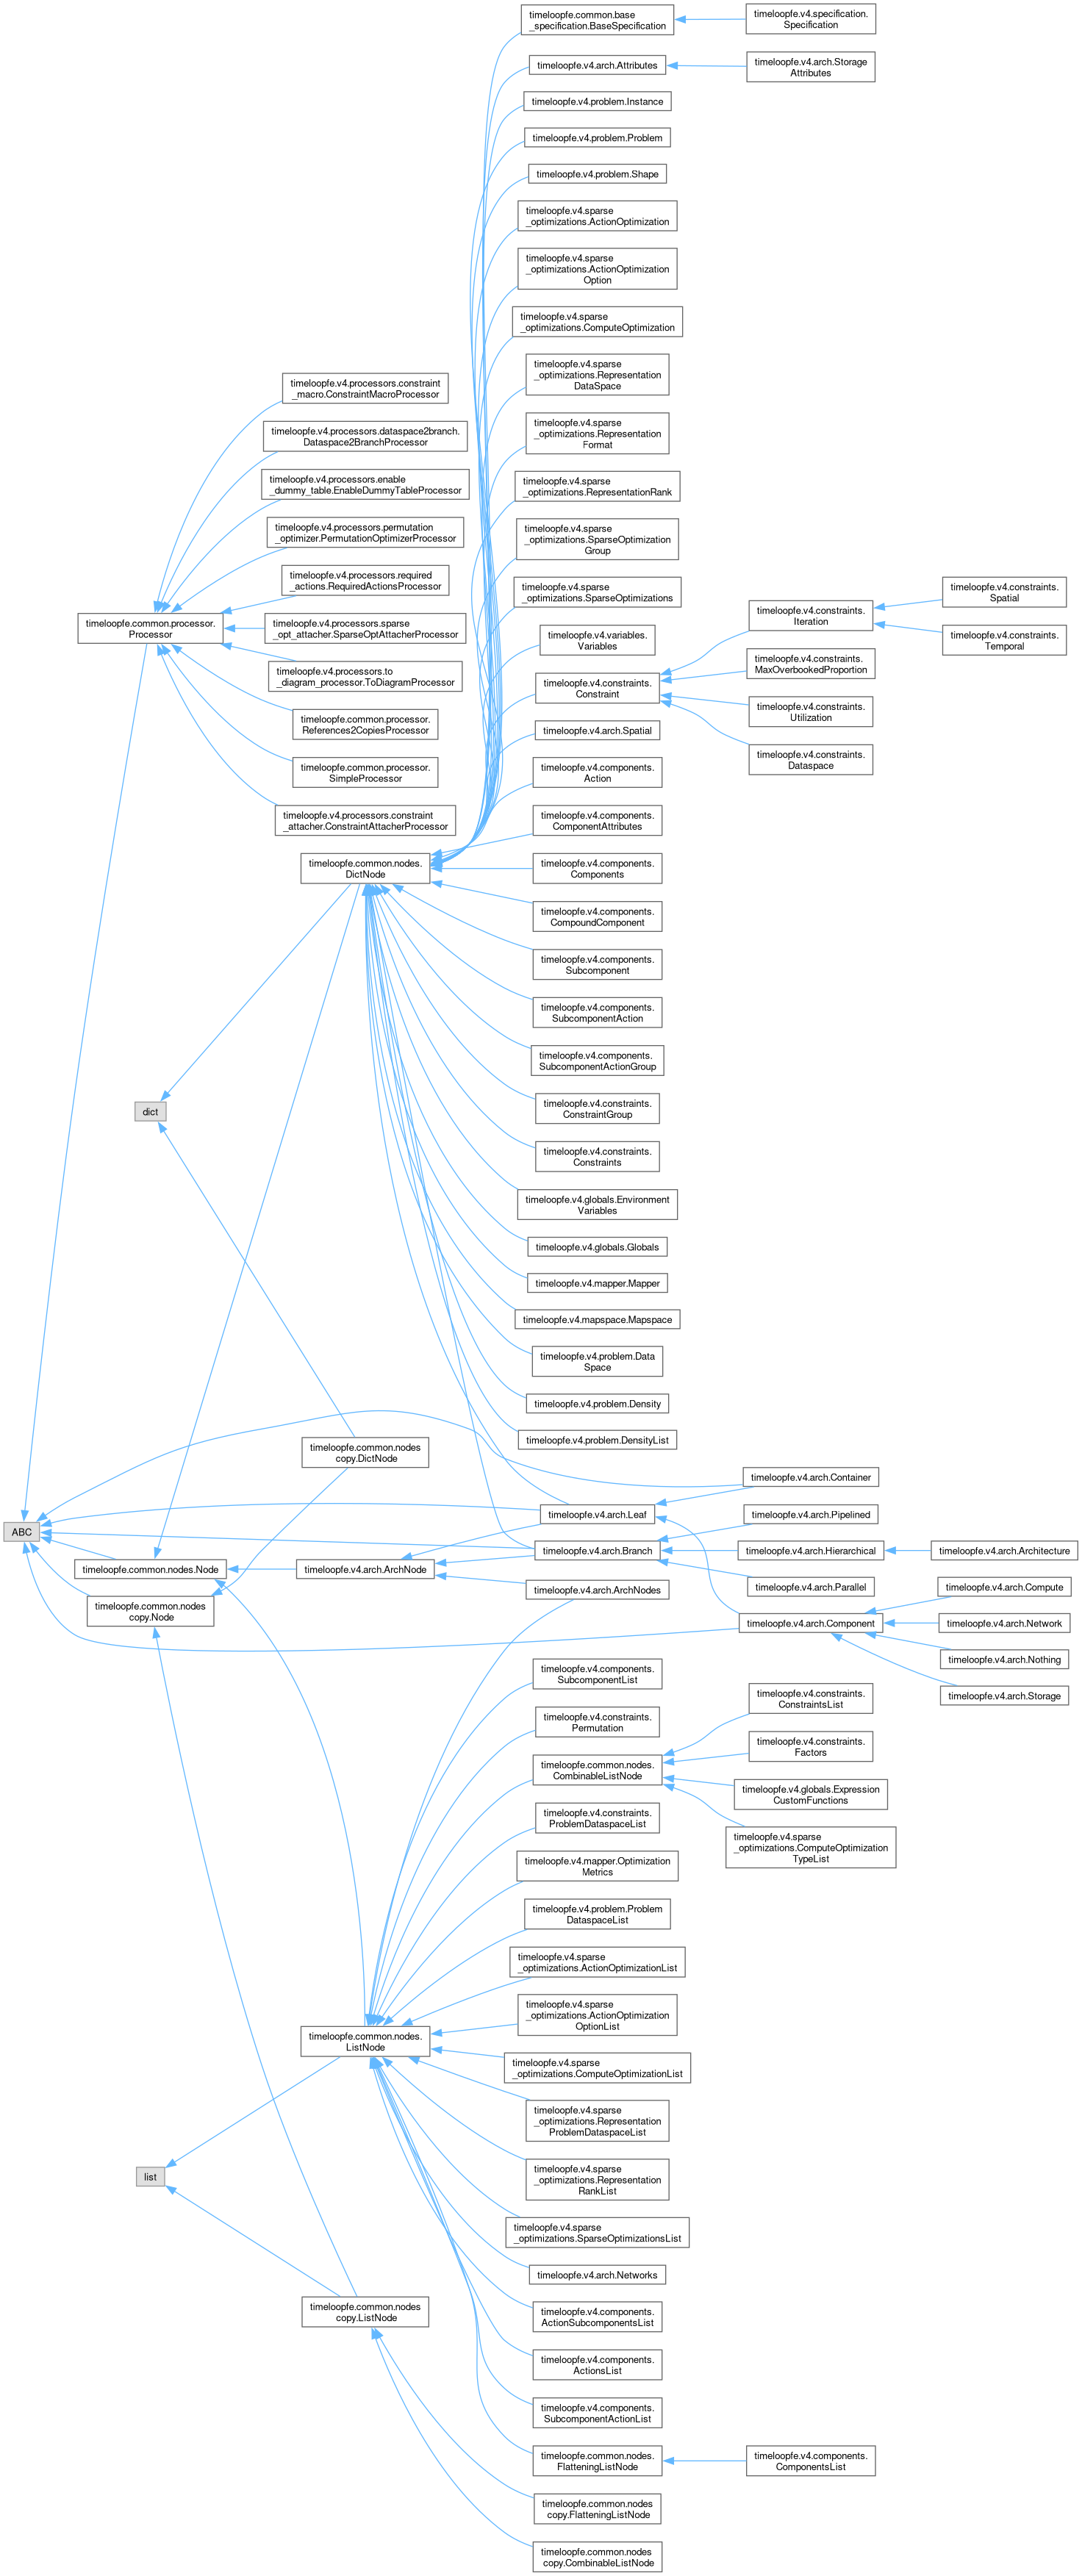 timeloopfe.common.base
_specification.BaseSpecification
timeloopfe.v4.specification.
Specification
timeloopfe.v4.arch.Attributes
timeloopfe.v4.arch.Storage
Attributes
timeloopfe.v4.problem.Instance
timeloopfe.v4.problem.Problem
timeloopfe.v4.problem.Shape
timeloopfe.v4.sparse
_optimizations.ActionOptimization
timeloopfe.v4.sparse
_optimizations.ActionOptimization
Option
timeloopfe.v4.sparse
_optimizations.ComputeOptimization
timeloopfe.v4.sparse
_optimizations.Representation
DataSpace
timeloopfe.v4.processors.constraint
_macro.ConstraintMacroProcessor
timeloopfe.v4.sparse
_optimizations.Representation
Format
timeloopfe.v4.processors.dataspace2branch.
Dataspace2BranchProcessor
timeloopfe.v4.processors.enable
_dummy_table.EnableDummyTableProcessor
timeloopfe.v4.sparse
_optimizations.RepresentationRank
timeloopfe.v4.processors.permutation
_optimizer.PermutationOptimizerProcessor
timeloopfe.v4.sparse
_optimizations.SparseOptimization
Group
timeloopfe.v4.processors.required
_actions.RequiredActionsProcessor
timeloopfe.v4.sparse
_optimizations.SparseOptimizations
timeloopfe.v4.constraints.
Spatial
timeloopfe.common.processor.
Processor
timeloopfe.v4.processors.sparse
_opt_attacher.SparseOptAttacherProcessor
timeloopfe.v4.variables.
Variables
timeloopfe.v4.constraints.
Iteration
timeloopfe.v4.constraints.
Temporal
timeloopfe.v4.processors.to
_diagram_processor.ToDiagramProcessor
timeloopfe.v4.constraints.
Constraint
timeloopfe.v4.constraints.
MaxOverbookedProportion
timeloopfe.common.processor.
References2CopiesProcessor
timeloopfe.v4.arch.Spatial
timeloopfe.v4.constraints.
Utilization
timeloopfe.common.processor.
SimpleProcessor
timeloopfe.v4.components.
Action
timeloopfe.v4.constraints.
Dataspace
timeloopfe.v4.processors.constraint
_attacher.ConstraintAttacherProcessor
timeloopfe.v4.components.
ComponentAttributes
timeloopfe.common.nodes.
DictNode
timeloopfe.v4.components.
Components
timeloopfe.v4.components.
CompoundComponent
timeloopfe.v4.components.
Subcomponent
timeloopfe.v4.components.
SubcomponentAction
timeloopfe.v4.components.
SubcomponentActionGroup
dict
timeloopfe.v4.constraints.
ConstraintGroup
timeloopfe.v4.constraints.
Constraints
timeloopfe.v4.globals.Environment
Variables
timeloopfe.v4.globals.Globals
timeloopfe.v4.mapper.Mapper
timeloopfe.v4.mapspace.Mapspace
timeloopfe.v4.problem.Data
Space
timeloopfe.v4.problem.Density
timeloopfe.v4.problem.DensityList
timeloopfe.common.nodes
copy.DictNode
timeloopfe.v4.arch.Container
timeloopfe.v4.arch.Leaf
timeloopfe.v4.arch.Pipelined
ABC
timeloopfe.v4.arch.Branch
timeloopfe.v4.arch.Hierarchical
timeloopfe.v4.arch.Architecture
timeloopfe.common.nodes.Node
timeloopfe.v4.arch.ArchNode
timeloopfe.v4.arch.ArchNodes
timeloopfe.v4.arch.Parallel
timeloopfe.v4.arch.Compute
timeloopfe.common.nodes
copy.Node
timeloopfe.v4.arch.Component
timeloopfe.v4.arch.Network
timeloopfe.v4.arch.Nothing
timeloopfe.v4.arch.Storage
timeloopfe.v4.components.
SubcomponentList
timeloopfe.v4.constraints.
ConstraintsList
timeloopfe.v4.constraints.
Permutation
timeloopfe.v4.constraints.
Factors
timeloopfe.common.nodes.
CombinableListNode
timeloopfe.v4.globals.Expression
CustomFunctions
timeloopfe.v4.constraints.
ProblemDataspaceList
timeloopfe.v4.sparse
_optimizations.ComputeOptimization
TypeList
timeloopfe.v4.mapper.Optimization
Metrics
timeloopfe.v4.problem.Problem
DataspaceList
timeloopfe.v4.sparse
_optimizations.ActionOptimizationList
timeloopfe.v4.sparse
_optimizations.ActionOptimization
OptionList
timeloopfe.common.nodes.
ListNode
timeloopfe.v4.sparse
_optimizations.ComputeOptimizationList
timeloopfe.v4.sparse
_optimizations.Representation
ProblemDataspaceList
list
timeloopfe.v4.sparse
_optimizations.Representation
RankList
timeloopfe.v4.sparse
_optimizations.SparseOptimizationsList
timeloopfe.v4.arch.Networks
timeloopfe.common.nodes
copy.ListNode
timeloopfe.v4.components.
ActionSubcomponentsList
timeloopfe.v4.components.
ActionsList
timeloopfe.v4.components.
SubcomponentActionList
timeloopfe.common.nodes.
FlatteningListNode
timeloopfe.v4.components.
ComponentsList
timeloopfe.common.nodes
copy.FlatteningListNode
timeloopfe.common.nodes
copy.CombinableListNode